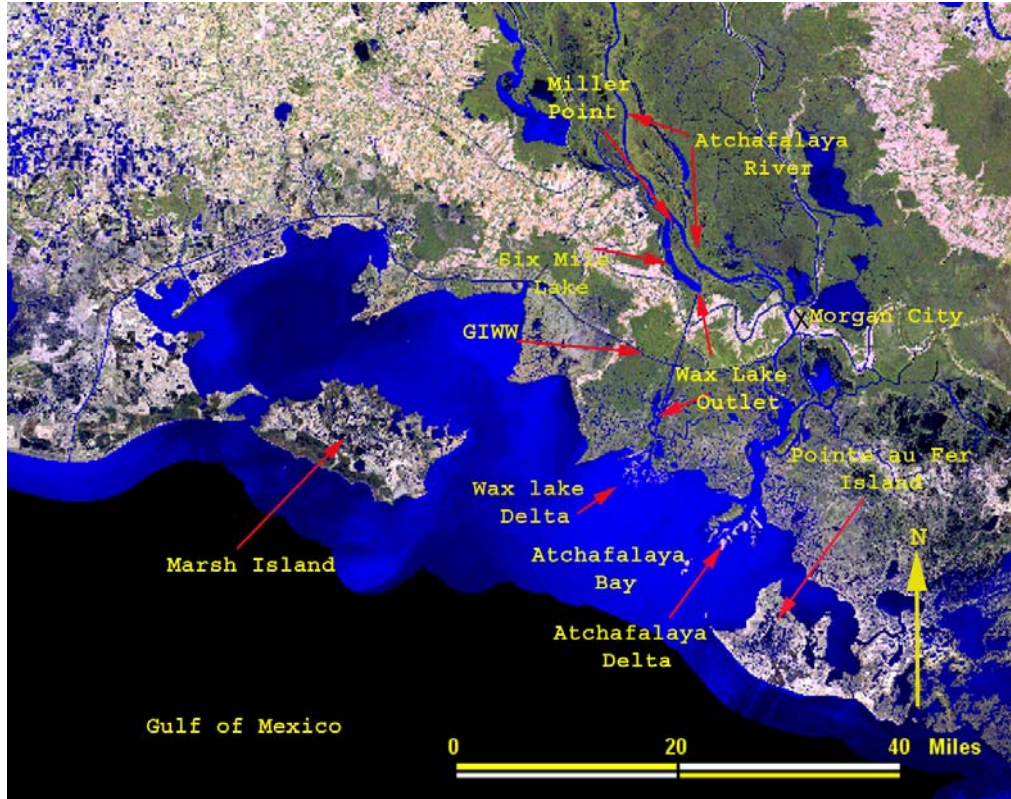 Miller
Point
Atchafalaya
River
Six Mile
Lake
GIWW
Morgan City
Wax Lake
Outlet
Pointe au Fer
Island
Wax lake
Delta
N
Marsh Island
Atchafalaya
Bay
Atchafalaya
Delta
Gulf of Mexico
0 20 40 Miles